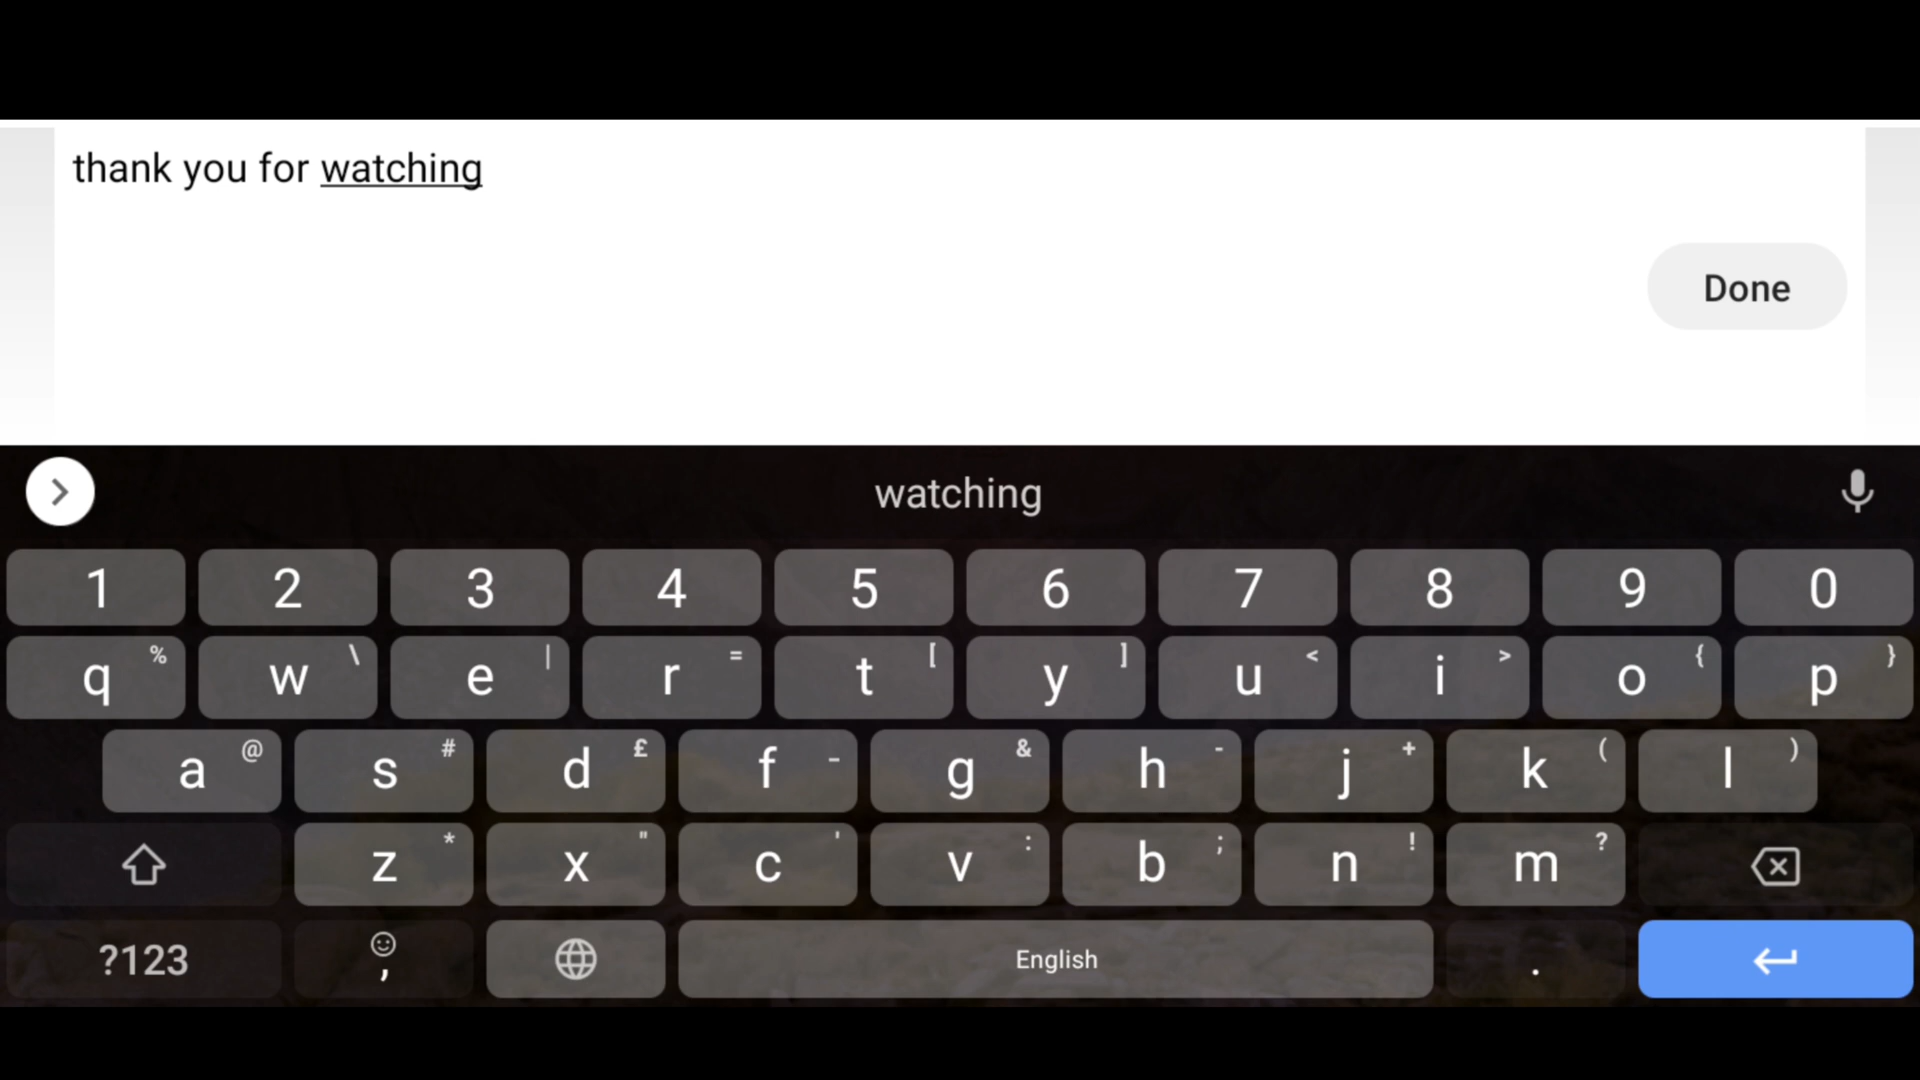 thank you for watching
Done
watching
1 2 3 4 5 6 7 8 9 0
q % w \ e | r = t [ y ] u < i > o { p }
a @ s # d £ f _ g & h - j + k ( l )
z * x " c ' v : b ; n ! m ?
?123 , English .